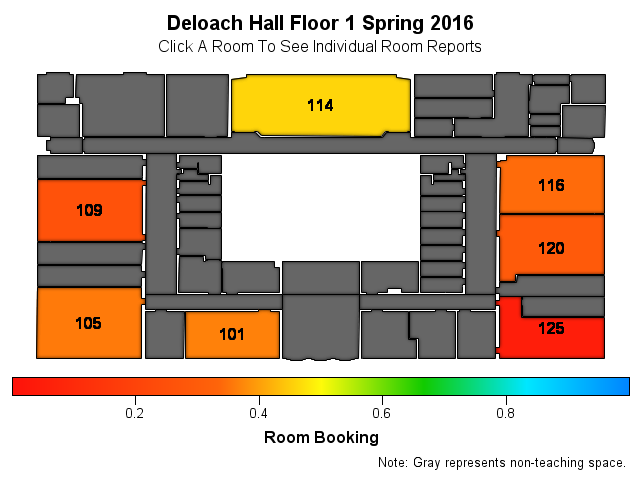 Deloach Hall Floor 1 Spring 2016
Click A Room To See Individual Room Reports
114
109
116
120
105
101
125
0.2 0.4 0.6 0.8
Room Booking
Note: Gray represents non-teaching space.